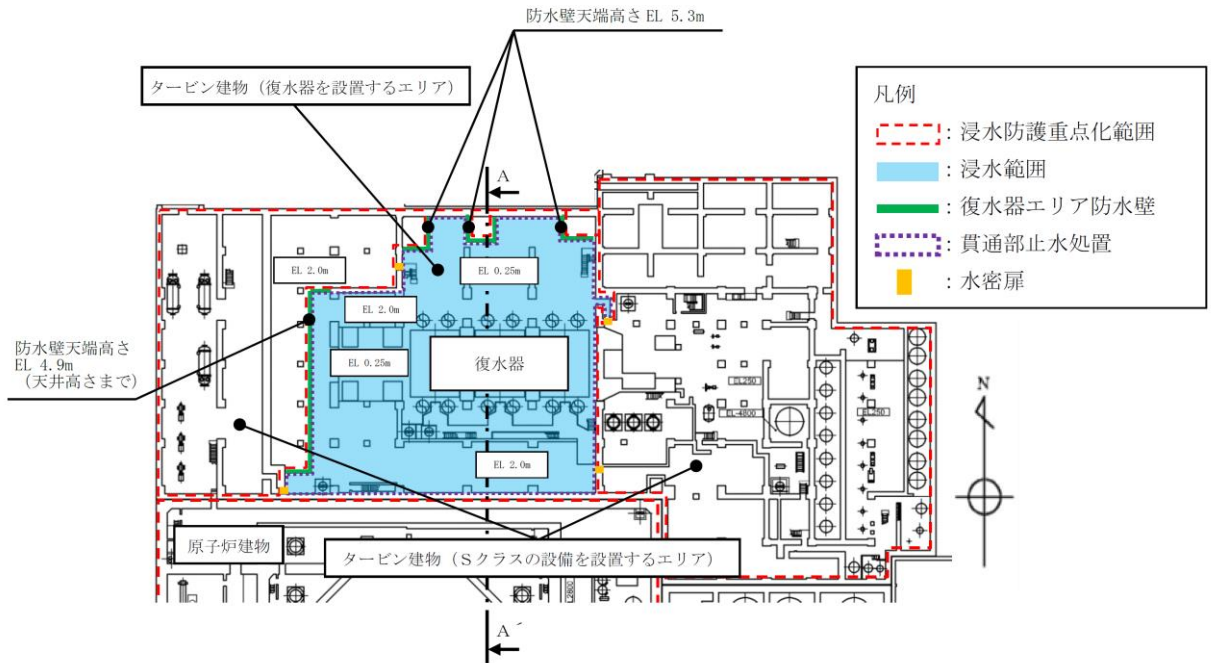 防水壁天端高さ EL 5.3m
タービン建物（復水器を設置するエリア）
凡例
：浸水防護重点化範囲
：浸水範囲
：復水器エリア防水壁
：貫通部止水処置
：水密扉
A
EL 2.0m
EL 0.25m
EL 2.0m
防水壁天端高さ
EL 4.9m
（天井高さまで）
EL 0.25m
復水器
EL250
EL-4800
EL250
N
EL 2.0m
原子炉建物
タービン建物（Sクラスの設備を設置するエリア）
A´